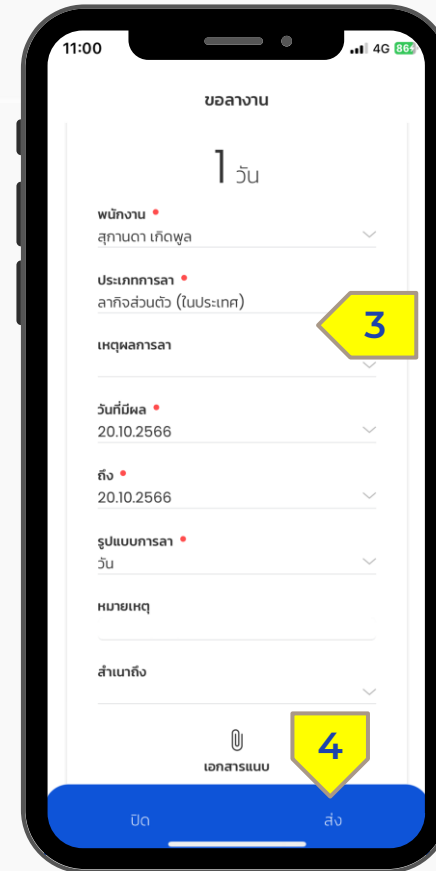 11:00
4G 86
ขอลางาน
1 วัน
พนักงาน •
สุกานดา เกิดพูล
ประเภทการลา •
ลากิจส่วนตัว (ในประเทศ)
3
เหตุผลการลา
วันที่มีผล •
20.10.2566
ถึง •
20.10.2566
รูปแบบการลา •
วัน
หมายเหตุ
สำเนาถึง
4
เอกสารแนบ
ปิด ส่ง